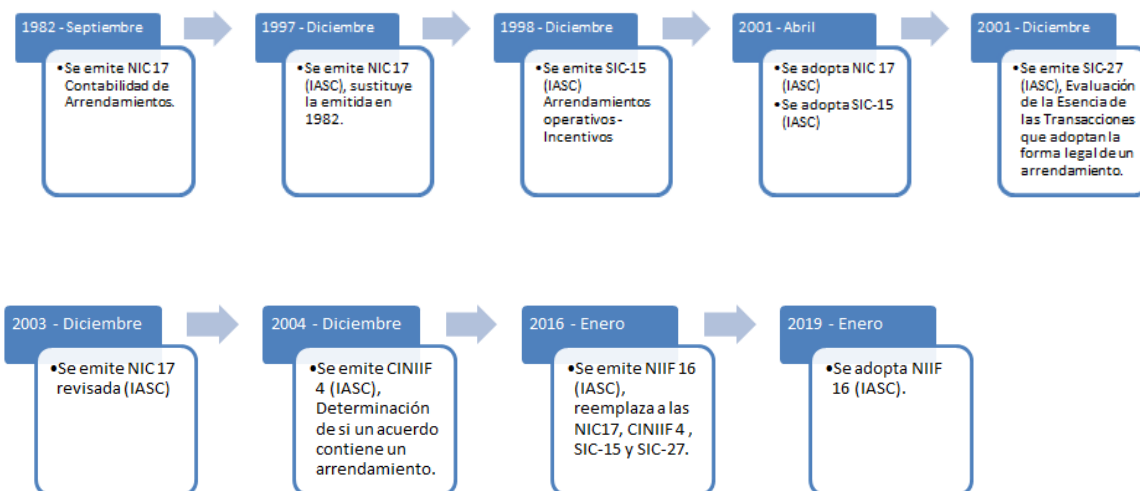 1982 - Septiembre
•Se emite NIC 17
Contabilidad de
Arrendamientos.
1997 - Diciembre
•Se emite NIC 17
(IASC), sustituye
la emitida en
1982.
1998 - Diciembre
•Se emite SIC-15
(IASC)
Arrendamientos
operativos -
Incentivos
2001 - Abril
•Se adopta NIC 17
(IASC)
•Se adopta SIC-15
(IASC)
2001 - Diciembre
•Se emite SIC-27
(IASC), Evaluación
de la Esencia de
las Transacciones
que adoptan la
forma legal de un
arrendamiento.
2003 - Diciembre
•Se emite NIC 17
revisada (IASC)
2004 - Diciembre
•Se emite CINIIF
4 (IASC),
Determinación
de si un acuerdo
contiene un
arrendamiento.
2016 - Enero
•Se emite NIIF 16
(IASC),
reemplaza a las
NIC17, CINIIF 4 ,
SIC-15 y SIC-27.
2019 - Enero
•Se adopta NIIF
16 (IASC).